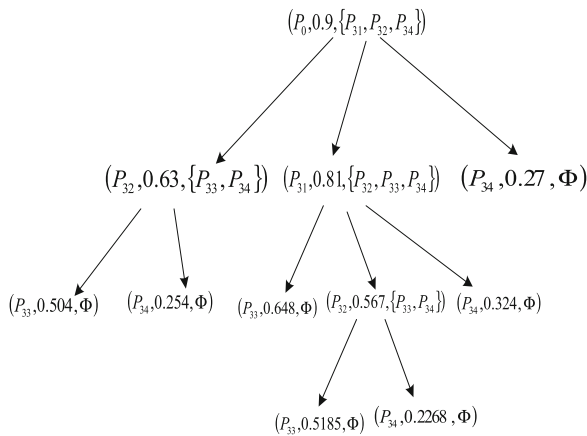 (P₀,0.9,{P₃₁,P₃₂,P₃₄})
(P₃₂,0.63,{P₃₃,P₃₄}) (P₃₁,0.81,{P₃₂,P₃₃,P₃₄}) (P₃₄,0.27,Φ)
(P₃₃,0.504,Φ) (P₃₄,0.254,Φ) (P₃₃,0.648,Φ) (P₃₂,0.567,{P₃₃,P₃₄}) (P₃₄,0.324,Φ)
(P₃₃,0.5185,Φ) (P₃₄,0.2268,Φ)